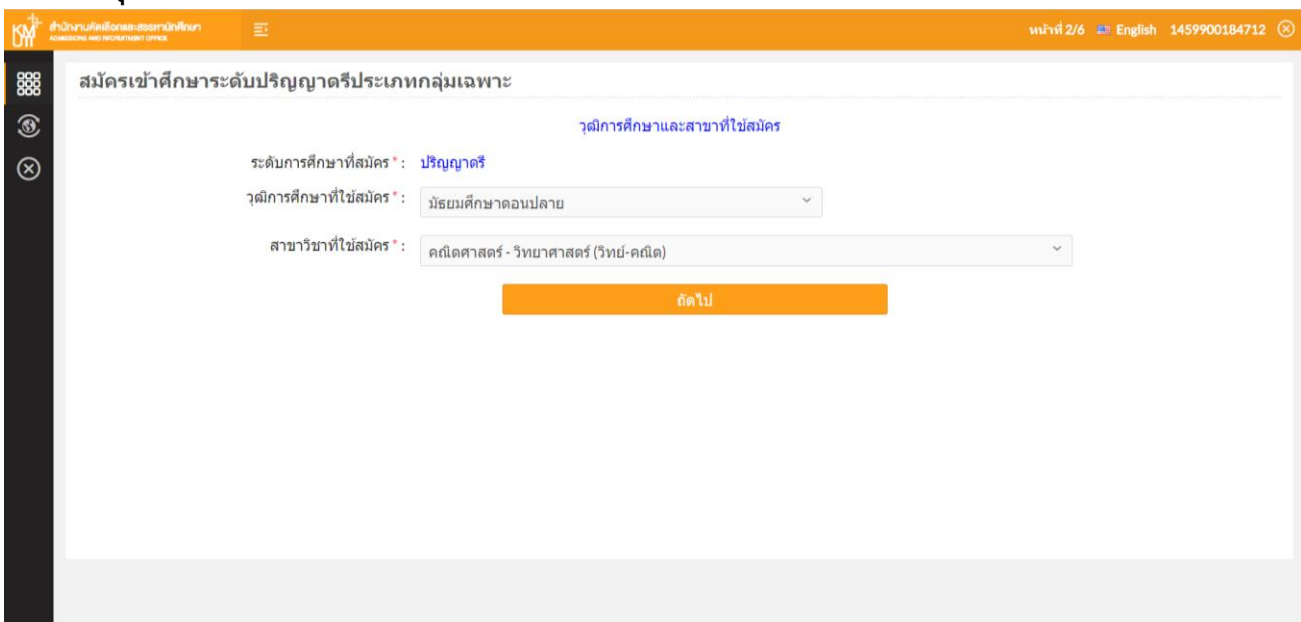 สำนักงานคัดเลือกและสรรหานักศึกษา
ADMISSIONS AND RECRUITMENT OFFICE
หน้าที่ 2/6 English 1459900184712
สมัครเข้าศึกษาระดับปริญญาตรีประเภทกลุ่มเฉพาะ
วุฒิการศึกษาและสาขาที่ใช้สมัคร
ระดับการศึกษาที่สมัคร * : ปริญญาตรี
วุฒิการศึกษาที่ใช้สมัคร * : มัธยมศึกษาตอนปลาย
สาขาวิชาที่ใช้สมัคร * : คณิตศาสตร์ - วิทยาศาสตร์ (วิทย์-คณิต)
ถัดไป